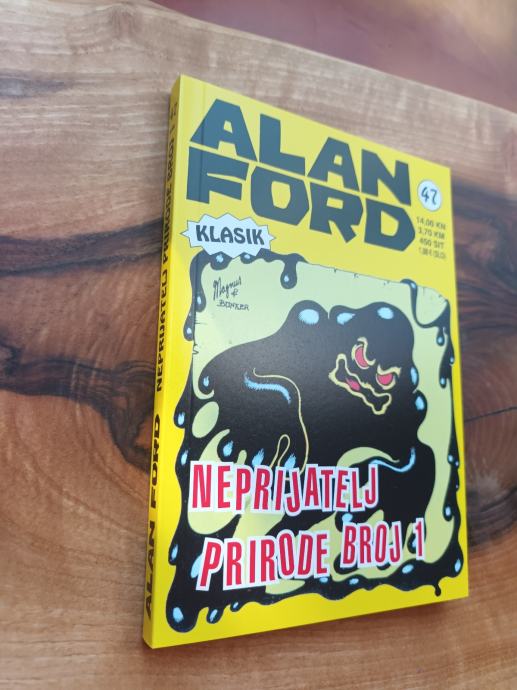 ALAN
FORD
47
14,00 KN
3,70 KM
450 SIT
1,88 € (SLO)
KLASIK
Magnus
&
BUNKER
NEPRIJATELJ
PRIRODE BROJ 1
ALAN FORD NEPRIJATELJ PRIRODE BROJ 1